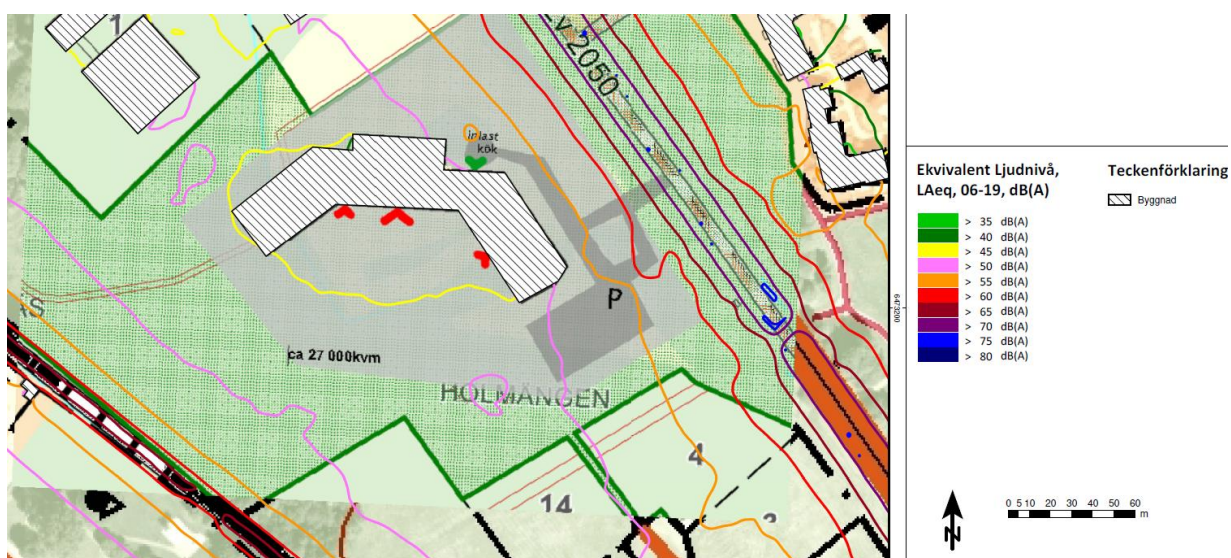 1
V 2050
inlast
kök
P
ca 27 000kvm
HOLMÄNGEN
4
14
6473200
Ekvivalent Ljudnivå,
LAeq, 06-19, dB(A)
> 35 dB(A)
> 40 dB(A)
> 45 dB(A)
> 50 dB(A)
> 55 dB(A)
> 60 dB(A)
> 65 dB(A)
> 70 dB(A)
> 75 dB(A)
> 80 dB(A)
Teckenförklaring
Byggnad
N
0 5 10 20 30 40 50 60
m